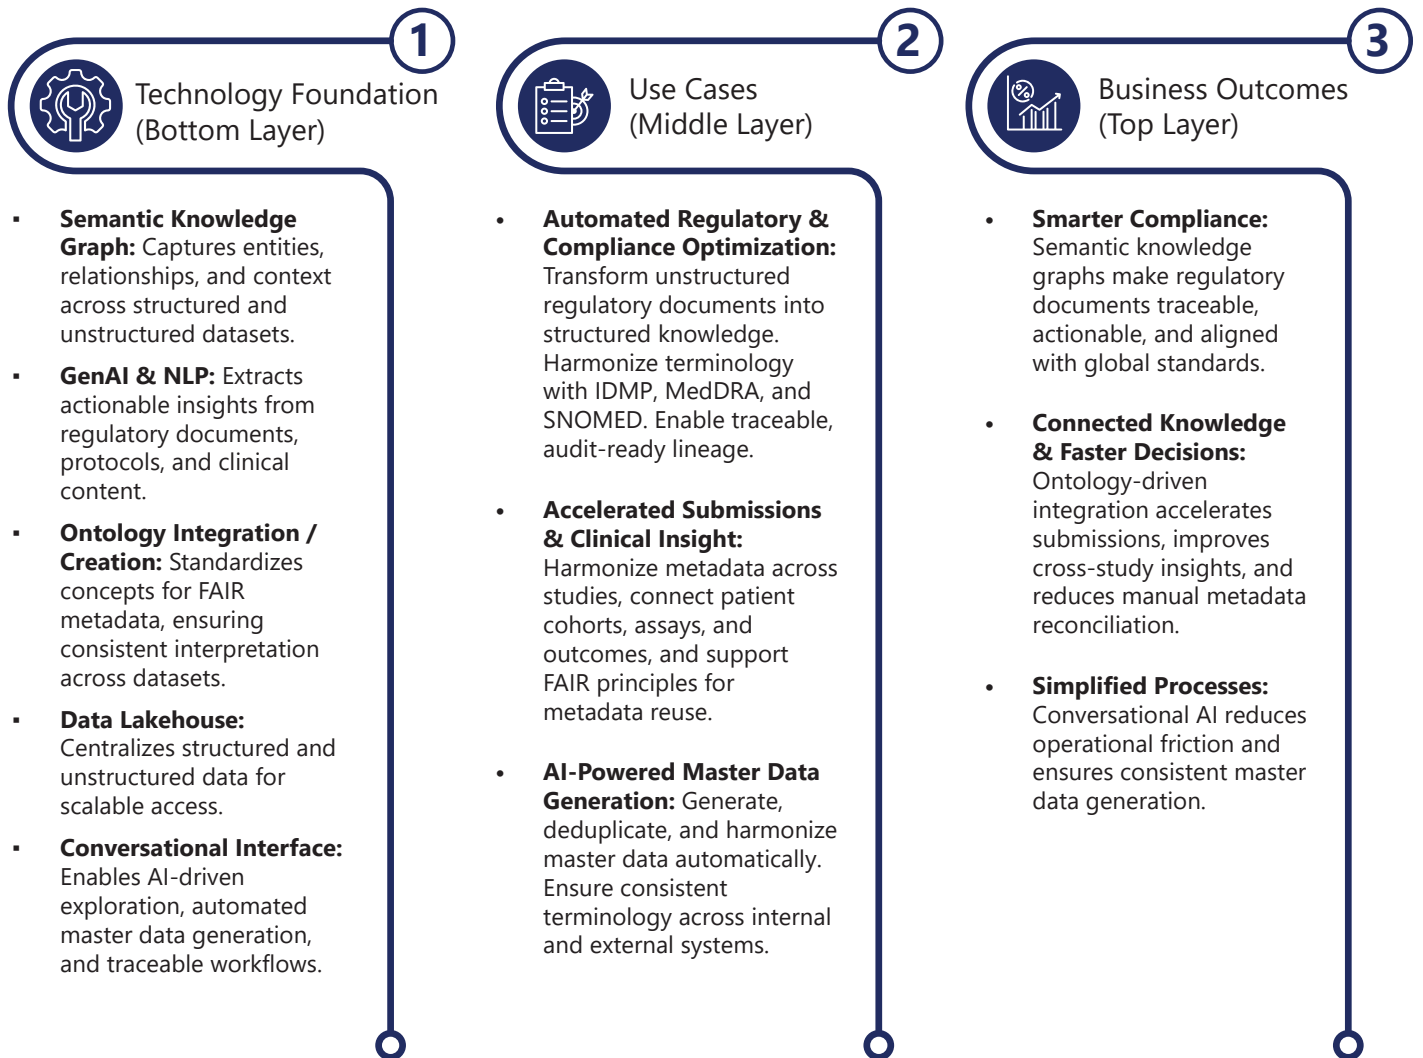 1
Technology Foundation
(Bottom Layer)
▪ Semantic Knowledge
Graph: Captures entities,
relationships, and context
across structured and
unstructured datasets.
▪ GenAI & NLP: Extracts
actionable insights from
regulatory documents,
protocols, and clinical
content.
▪ Ontology Integration /
Creation: Standardizes
concepts for FAIR
metadata, ensuring
consistent interpretation
across datasets.
▪ Data Lakehouse:
Centralizes structured and
unstructured data for
scalable access.
▪ Conversational Interface:
Enables AI-driven
exploration, automated
master data generation,
and traceable workflows.
2
Use Cases
(Middle Layer)
• Automated Regulatory &
Compliance Optimization:
Transform unstructured
regulatory documents into
structured knowledge.
Harmonize terminology
with IDMP, MedDRA, and
SNOMED. Enable traceable,
audit-ready lineage.
• Accelerated Submissions
& Clinical Insight:
Harmonize metadata across
studies, connect patient
cohorts, assays, and
outcomes, and support
FAIR principles for
metadata reuse.
• AI-Powered Master Data
Generation: Generate,
deduplicate, and harmonize
master data automatically.
Ensure consistent
terminology across internal
and external systems.
3
Business Outcomes
(Top Layer)
• Smarter Compliance:
Semantic knowledge
graphs make regulatory
documents traceable,
actionable, and aligned
with global standards.
• Connected Knowledge
& Faster Decisions:
Ontology-driven
integration accelerates
submissions, improves
cross-study insights, and
reduces manual metadata
reconciliation.
• Simplified Processes:
Conversational AI reduces
operational friction and
ensures consistent master
data generation.